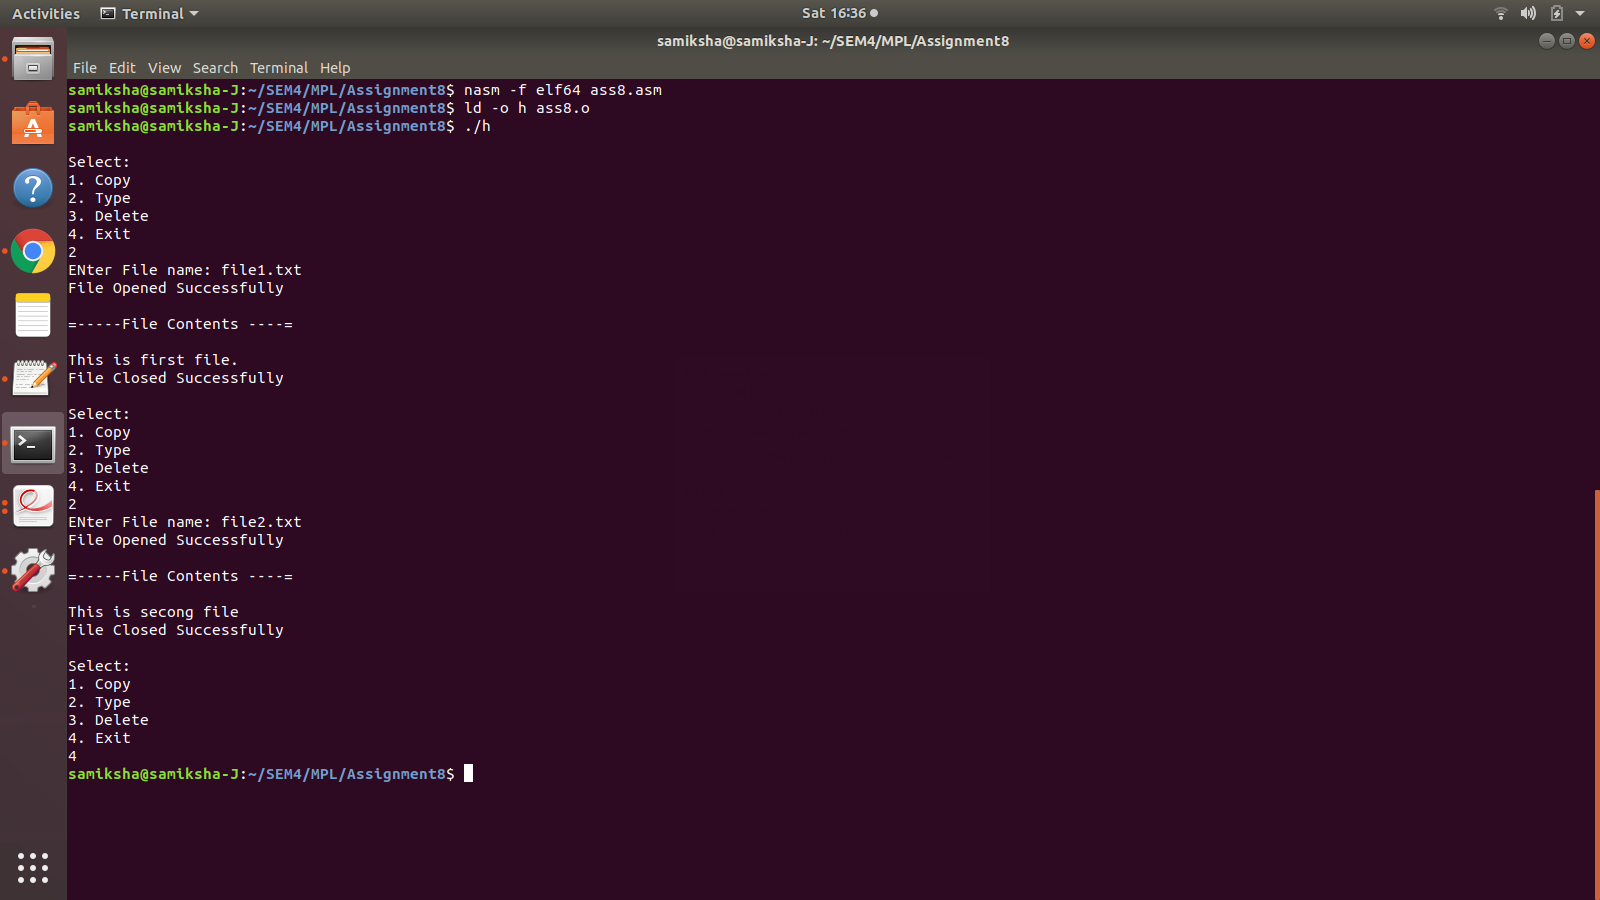 Activities Terminal Sat 16:36
samiksha@samiksha-J: ~/SEM4/MPL/Assignment8
File Edit View Search Terminal Help
samiksha@samiksha-J:~/SEM4/MPL/Assignment8$ nasm -f elf64 ass8.asm
samiksha@samiksha-J:~/SEM4/MPL/Assignment8$ ld -o h ass8.o
samiksha@samiksha-J:~/SEM4/MPL/Assignment8$ ./h
Select:
1. Copy
2. Type
3. Delete
4. Exit
2
ENter File name: file1.txt
File Opened Successfully
=-----File Contents ----=
This is first file.
File Closed Successfully
Select:
1. Copy
2. Type
3. Delete
4. Exit
2
ENter File name: file2.txt
File Opened Successfully
=-----File Contents ----=
This is secong file
File Closed Successfully
Select:
1. Copy
2. Type
3. Delete
4. Exit
4
samiksha@samiksha-J:~/SEM4/MPL/Assignment8$